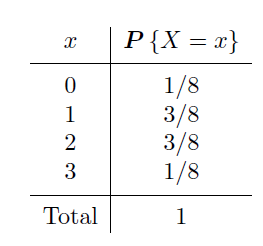 x P {X = x}
0 1/8
1 3/8
2 3/8
3 1/8
Total 1